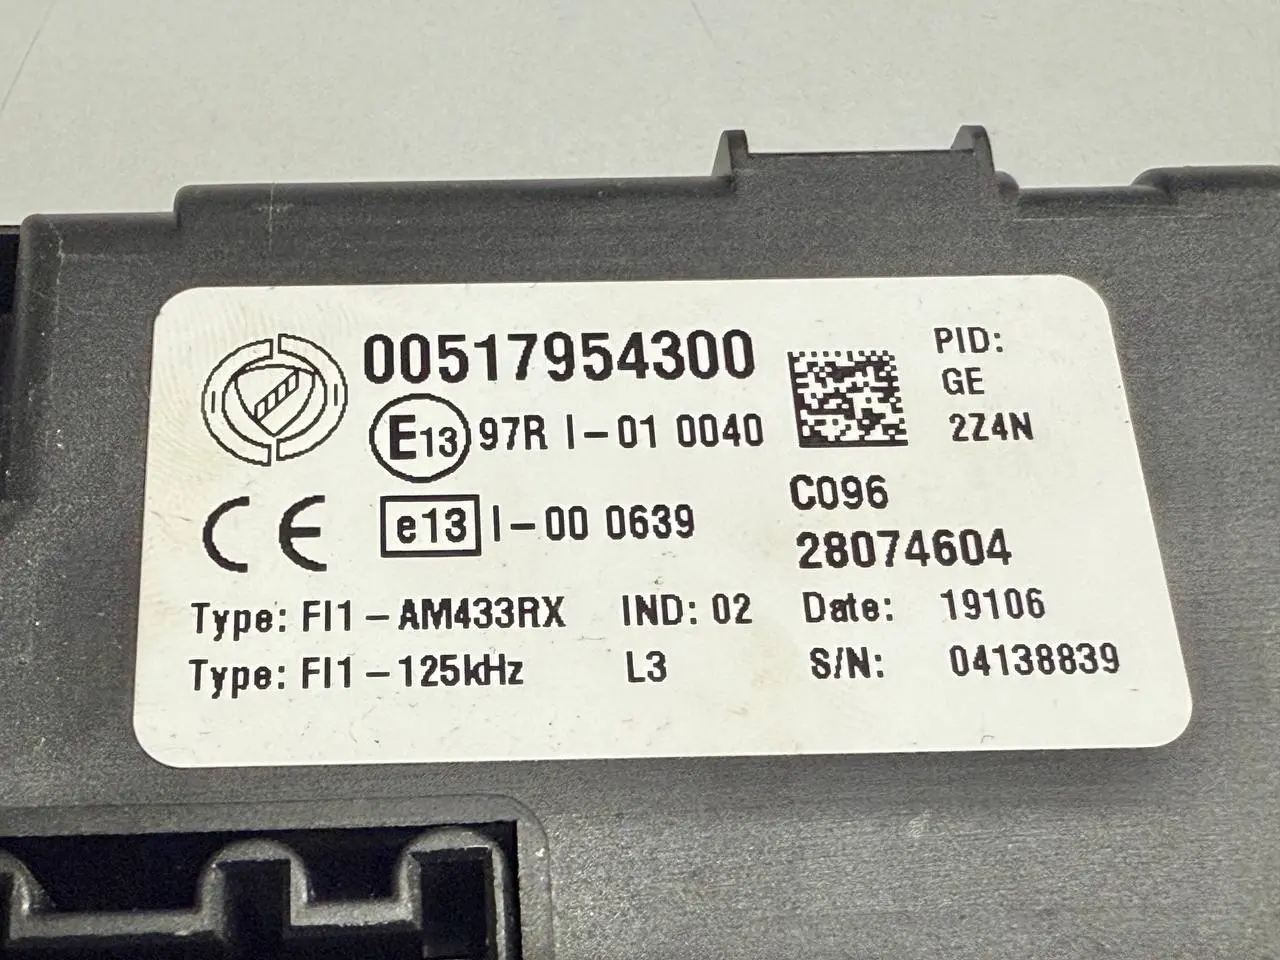 00517954300
E13 97R I-01 0040
CE e13 I-00 0639
Type: FI1-AM433RX IND: 02
Type: FI1-125kHz L3
PID:
GE
2Z4N
C096
28074604
Date: 19106
S/N: 04138839